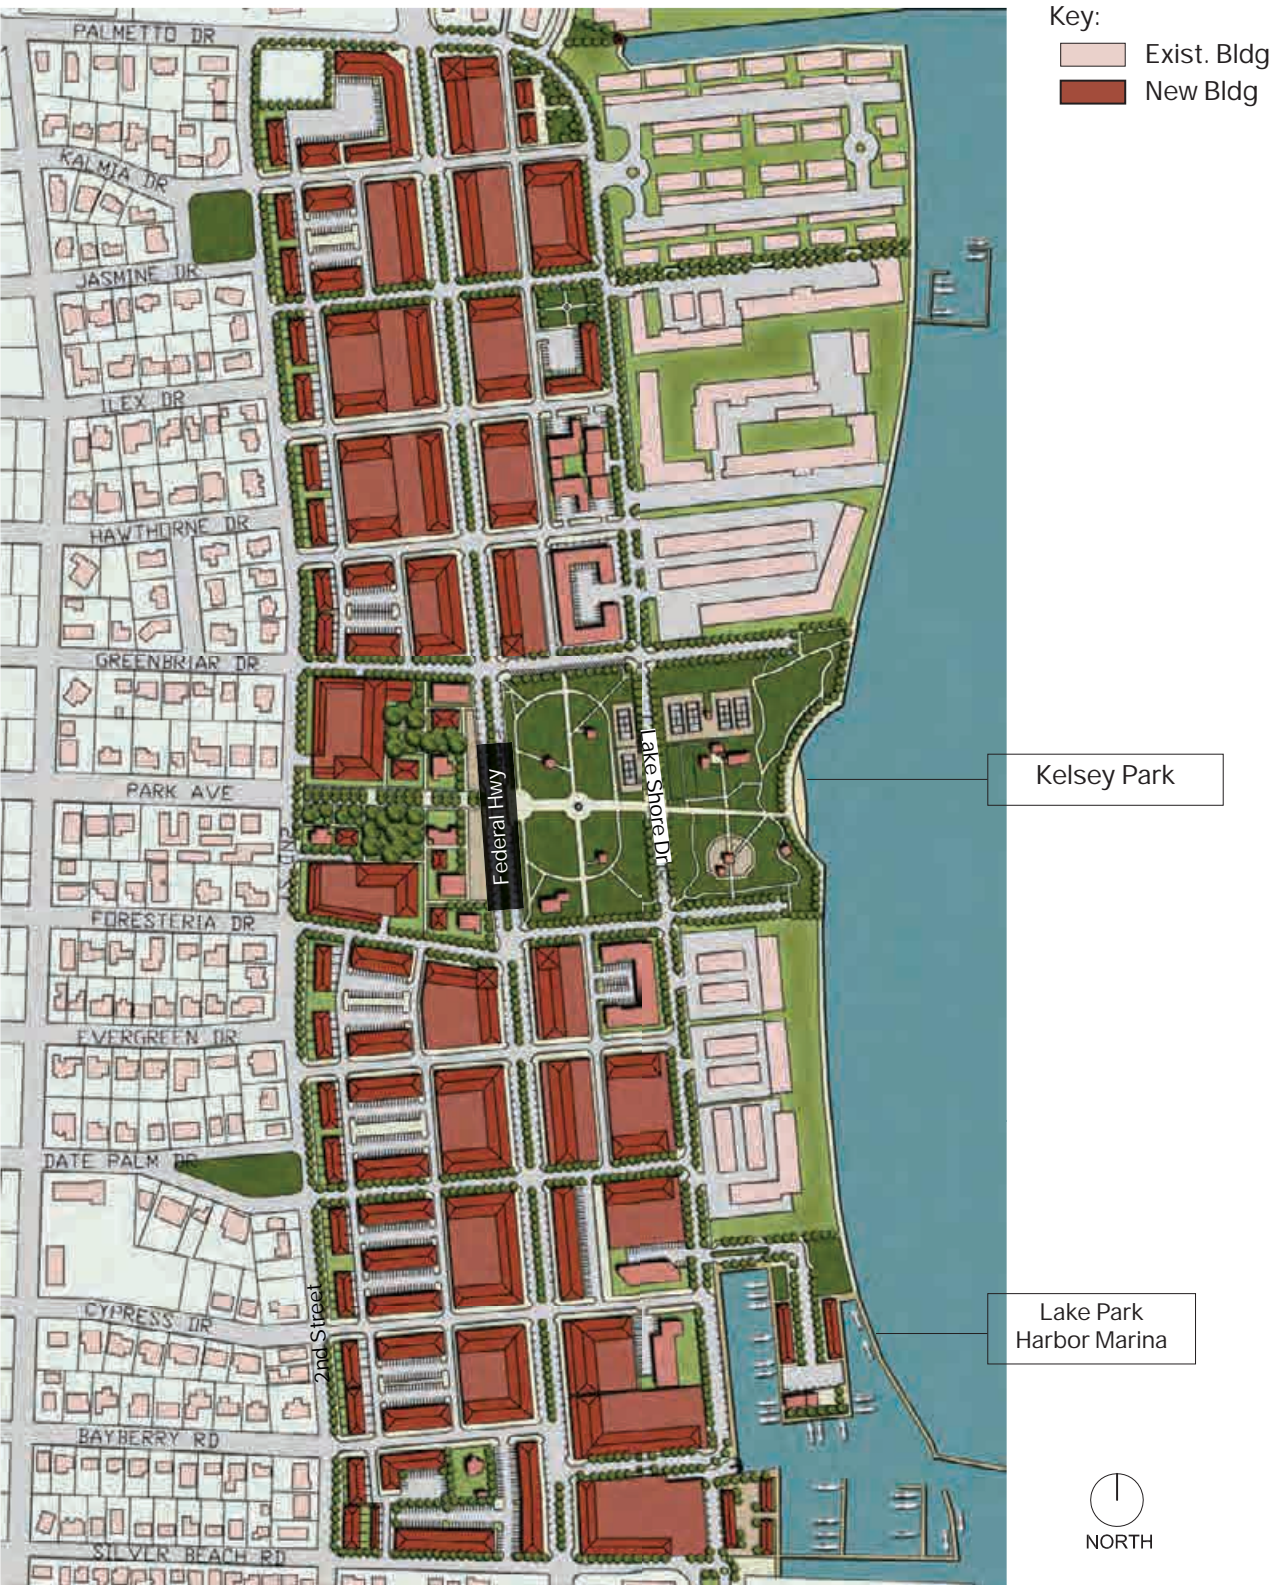 Key:
Exist. Bldg
New Bldg
PALMETTO DR
KALMIA DR
JASMINE DR
ILEX DR
HAWTHORNE DR
GREENBRIAR DR
Lake Shore Dr
Federal Hwy
Kelsey Park
PARK AVE
2ND
FORESTERIA DR
EVERGREEN DR
DATE PALM DR
2nd Street
CYPRESS DR
Lake Park
Harbor Marina
BAYBERRY RD
SILVER BEACH RD
NORTH